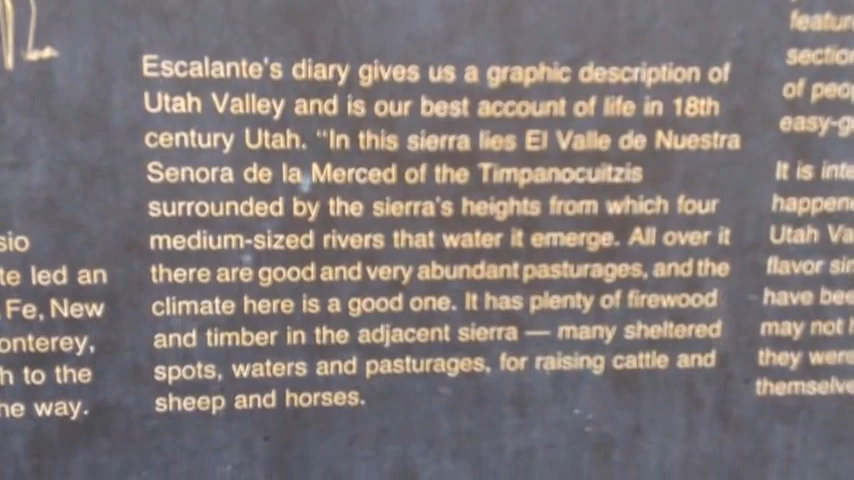 sio
te led an
Fe, New
onterey,
h to the
ne way.
Escalante's diary gives us a graphic description of
Utah Valley and is our best account of life in 18th
century Utah. "In this sierra lies El Valle de Nuestra
Senora de la Merced of the Timpanocuitzis
surrounded by the sierra's heights from which four
medium-sized rivers that water it emerge. All over it
there are good and very abundant pasturages, and the
climate here is a good one. It has plenty of firewood
and timber in the adjacent sierra — many sheltered
spots, waters and pasturages, for raising cattle and
sheep and horses.
featur
section
of peop
easy-g
It is inte
happene
Utah Va
flavor sin
have bee
may not h
they were
themselve